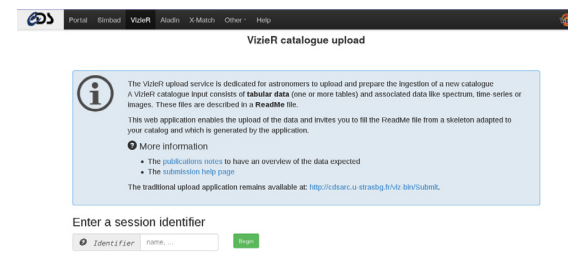 CDS Portal Simbad VizieR Aladin X-Match Other Help
VizieR catalogue upload
The VizieR upload service is dedicated for astronomers to upload and prepare the ingestion of a new catalogue
A VizieR catalogue input consists of tabular data (one or more tables) and associated data like spectrum, time-series or
images. These files are described in a ReadMe file.
This web application enables the upload of the data and invites you to fill the ReadMe file from a skeleton adapted to
your catalog and which is generated by the application.
? More information
• The publications notes to have an overview of the data expected
• The submission help page
The traditional upload application remains available at: http://cdsarc.u-strasbg.fr/viz-bin/Submit.
Enter a session identifier
? Identifier name, ... Begin